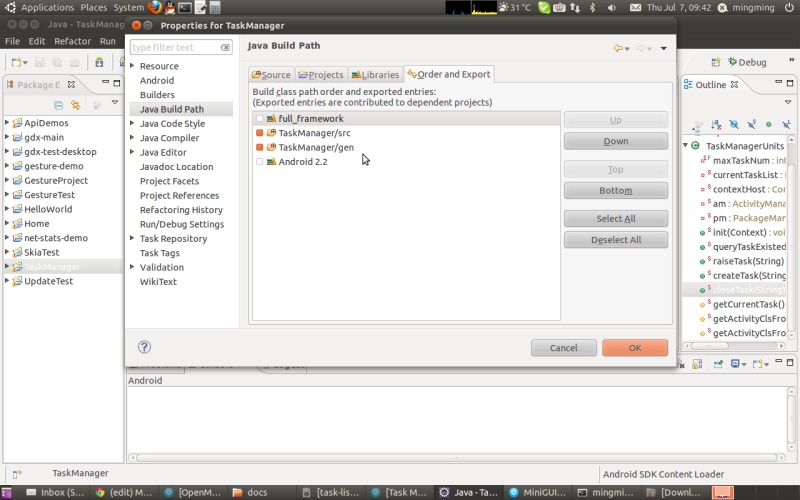 Applications Places System 31 °C Thu Jul 7, 09:42 mingming
Java - TaskManager
Properties for TaskManager
File Edit Refactor Run
type filter text
Java Build Path
Resource
Android
Builders
Java Build Path
Java Code Style
Java Compiler
Java Editor
Javadoc Location
Project Facets
Project References
Refactoring History
Run/Debug Settings
Task Repository
Task Tags
Validation
WikiText
Source Projects Libraries Order and Export
Build class path order and exported entries:
(Exported entries are contributed to dependent projects)
full_framework
TaskManager/src
TaskManager/gen
Android 2.2
Up
Down
Top
Bottom
Select All
Deselect All
Cancel OK
Debug
Package E
ApiDemos
gdx-main
gdx-test-desktop
gesture-demo
GestureProject
GestureTest
HelloWorld
Home
net-stats-demo
SkiaTest
TaskManager
UpdateTest
Outline
TaskManagerUnits
maxTaskNum : int
currentTaskList :
contextHost : Con
am : ActivityMana
pm : PackageMan
init(Context) : voi
queryTaskExisted
raiseTask(String)
createTask(String
closeTask(String)
getCurrentTask()
getActivityClsFro
getActivityClsFro
Android
TaskManager
Android SDK Content Loader
Inbox (5... (edit) M... [OpenM... docs [task-lis... [Task M... Java - Ta... MiniGUI... mingmi... [Downl...